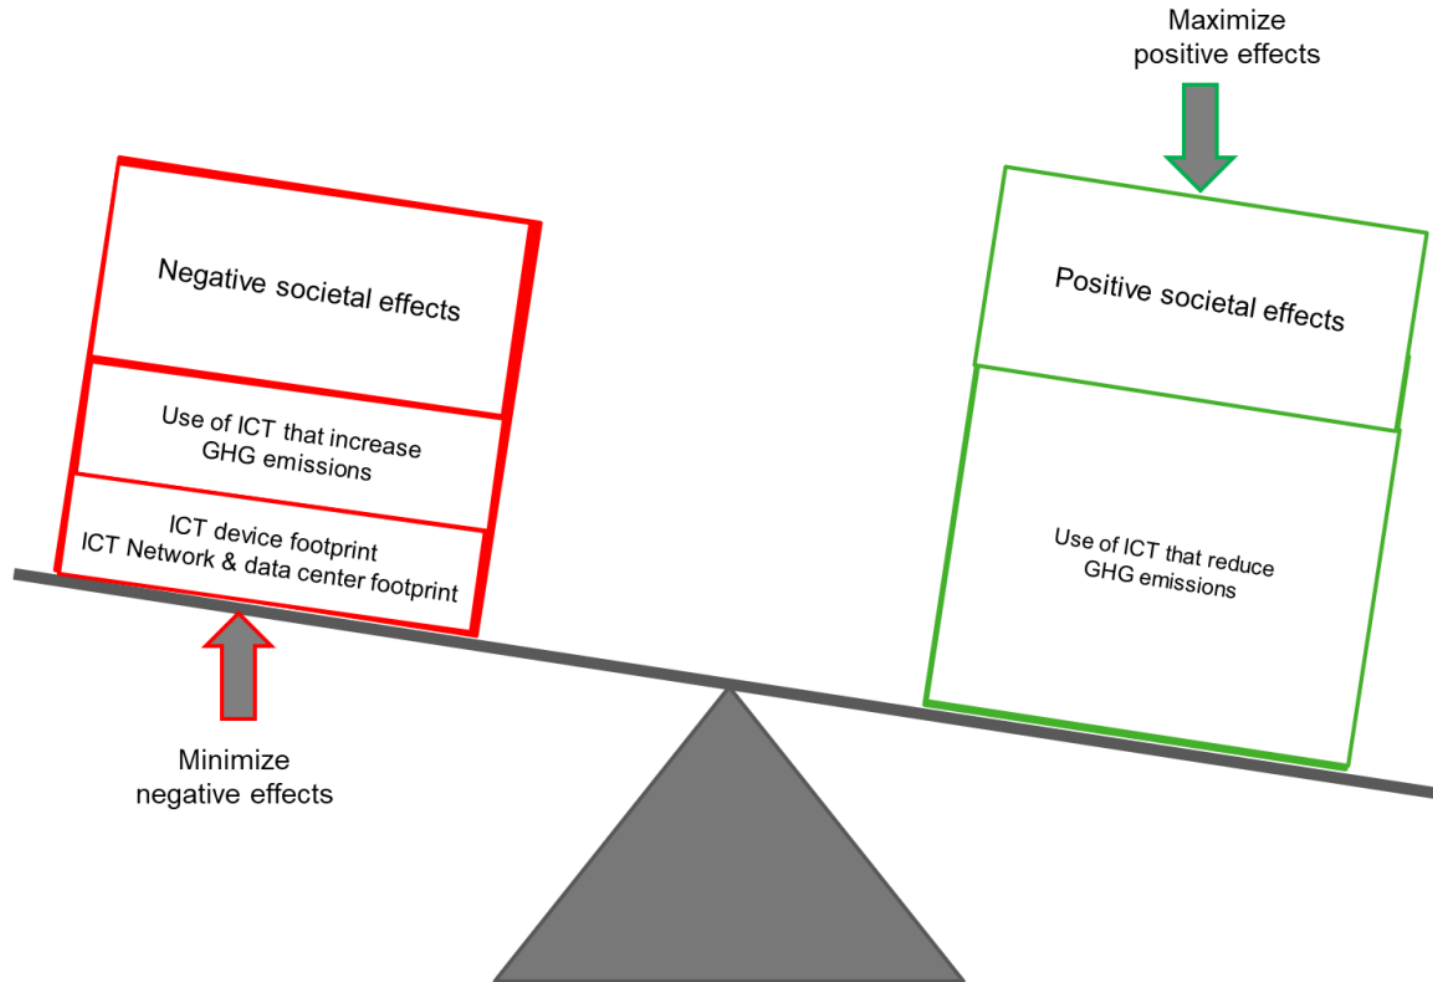 Maximize
positive effects
Negative societal effects
Use of ICT that increase
GHG emissions
ICT device footprint
ICT Network & data center footprint
Minimize
negative effects
Positive societal effects
Use of ICT that reduce
GHG emissions